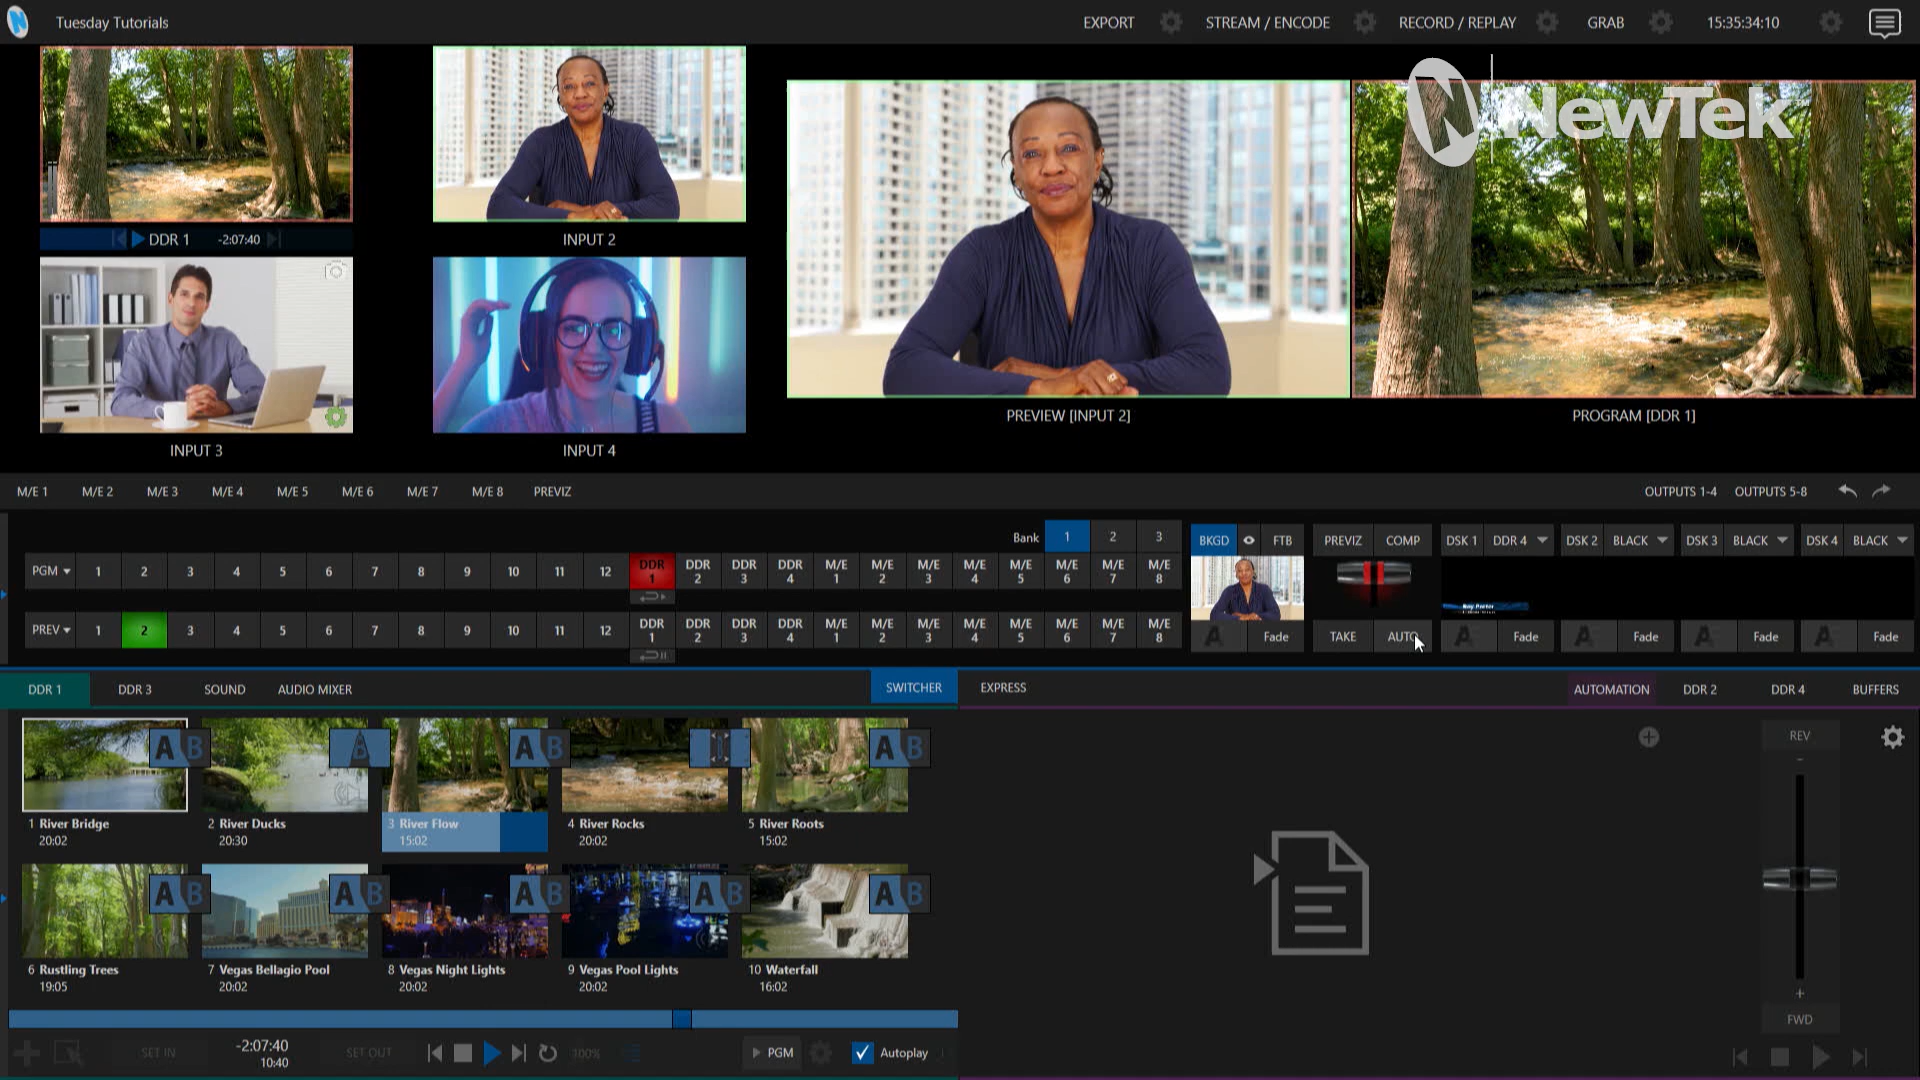 Tuesday Tutorials
EXPORT
STREAM / ENCODE
RECORD / REPLAY
GRAB
15:35:34:10
NewTek
DDR 1
-2:07:40
INPUT 2
INPUT 3
INPUT 4
PREVIEW [INPUT 2]
PROGRAM [DDR 1]
M/E 1 M/E 2 M/E 3 M/E 4 M/E 5 M/E 6 M/E 7 M/E 8 PREVIZ
OUTPUTS 1-4 OUTPUTS 5-8
Bank 1 2 3
PGM 1 2 3 4 5 6 7 8 9 10 11 12 DDR 1 DDR 2 DDR 3 DDR 4 M/E 1 M/E 2 M/E 3 M/E 4 M/E 5 M/E 6 M/E 7 M/E 8
PREV 1 2 3 4 5 6 7 8 9 10 11 12 DDR 1 DDR 2 DDR 3 DDR 4 M/E 1 M/E 2 M/E 3 M/E 4 M/E 5 M/E 6 M/E 7 M/E 8
BKGD FTB PREVIZ COMP DSK 1 DDR 4 DSK 2 BLACK DSK 3 BLACK DSK 4 BLACK
A Fade TAKE AUTO A Fade A Fade A Fade A Fade
DDR 1 DDR 3 SOUND AUDIO MIXER SWITCHER EXPRESS AUTOMATION DDR 2 DDR 4 BUFFERS
AB B AB AB
1 River Bridge
20:02
2 River Ducks
20:30
3 River Flow
15:02
4 River Rocks
20:02
5 River Roots
15:02
AB AB AB AB AB
6 Rustling Trees
19:05
7 Vegas Bellagio Pool
20:02
8 Vegas Night Lights
20:02
9 Vegas Pool Lights
20:02
10 Waterfall
16:02
REV
-
+
FWD
SET IN
-2:07:40
10:40
SET OUT
100%
PGM
Autoplay